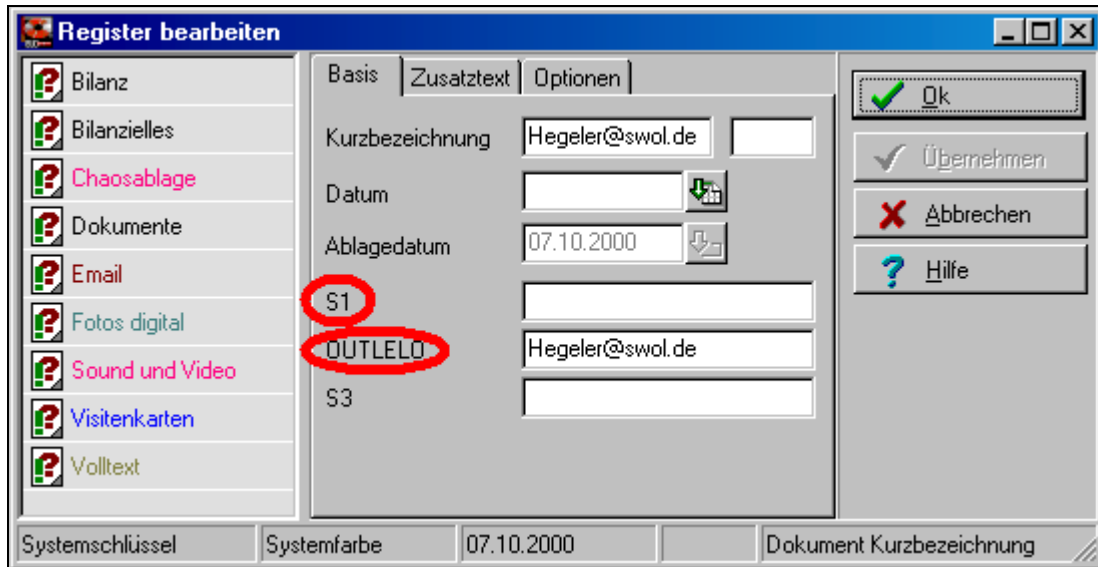 Register bearbeiten
Bilanz
Bilanzielles
Chaosablage
Dokumente
Email
Fotos digital
Sound und Video
Visitenkarten
Volltext
Basis Zusatztext Optionen
Kurzbezeichnung Hegeler@swol.de
Datum
Ablagedatum 07.10.2000
S1
OUTLELO Hegeler@swol.de
S3
Ok
Übernehmen
Abbrechen
Hilfe
Systemschlüssel Systemfarbe 07.10.2000 Dokument Kurzbezeichnung